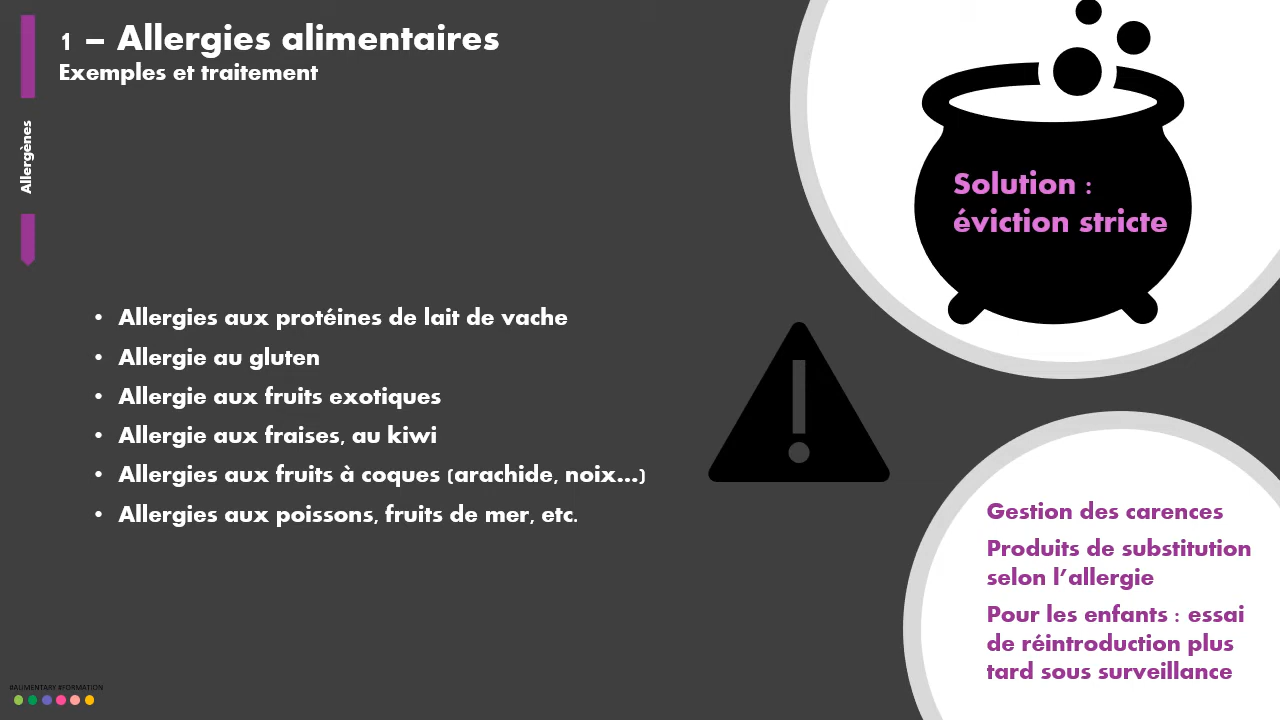 1 – Allergies alimentaires
Exemples et traitement
Allergènes
Solution :
éviction stricte
• Allergies aux protéines de lait de vache
• Allergie au gluten
• Allergie aux fruits exotiques
• Allergie aux fraises, au kiwi
• Allergies aux fruits à coques (arachide, noix...)
• Allergies aux poissons, fruits de mer, etc.
Gestion des carences
Produits de substitution
selon l’allergie
Pour les enfants : essai
de réintroduction plus
tard sous surveillance
#ALIMENTARY #FORMATION